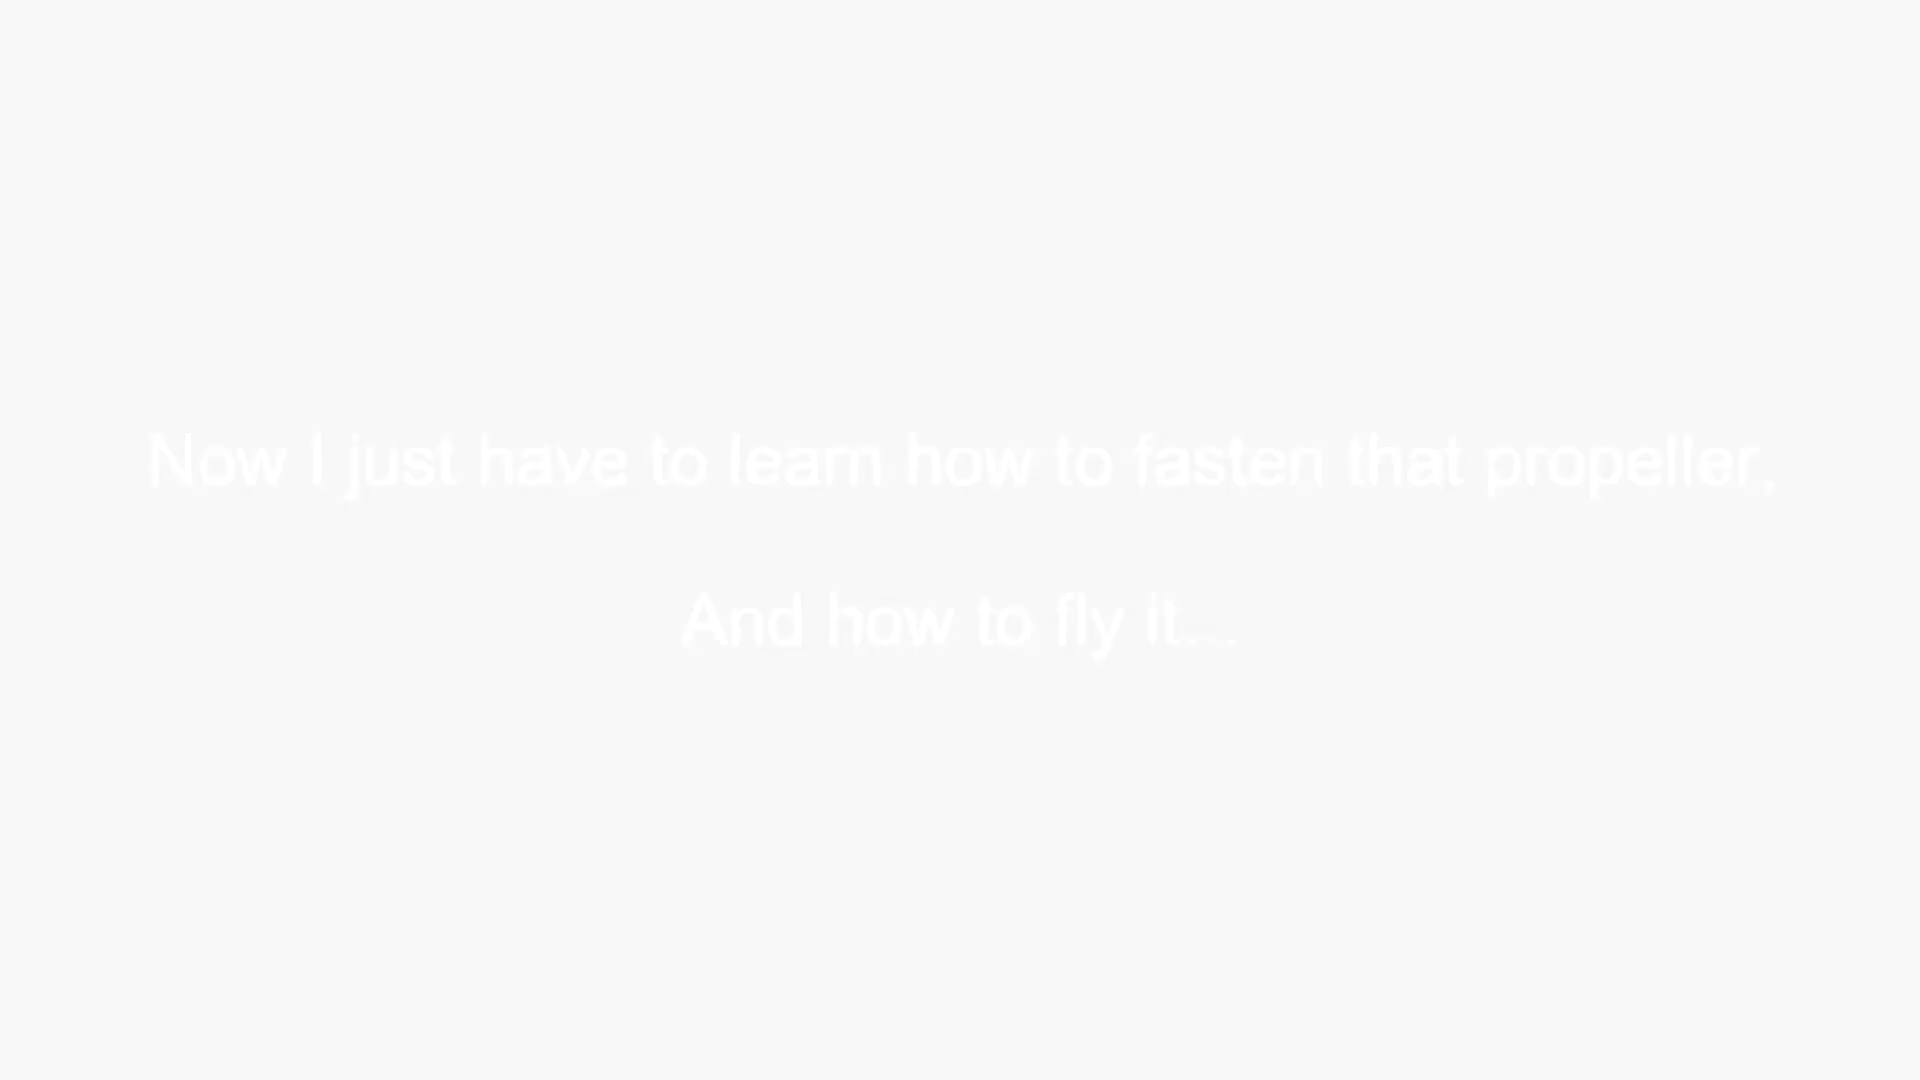 Now I just have to learn how to fasten that propeller,
And how to fly it...